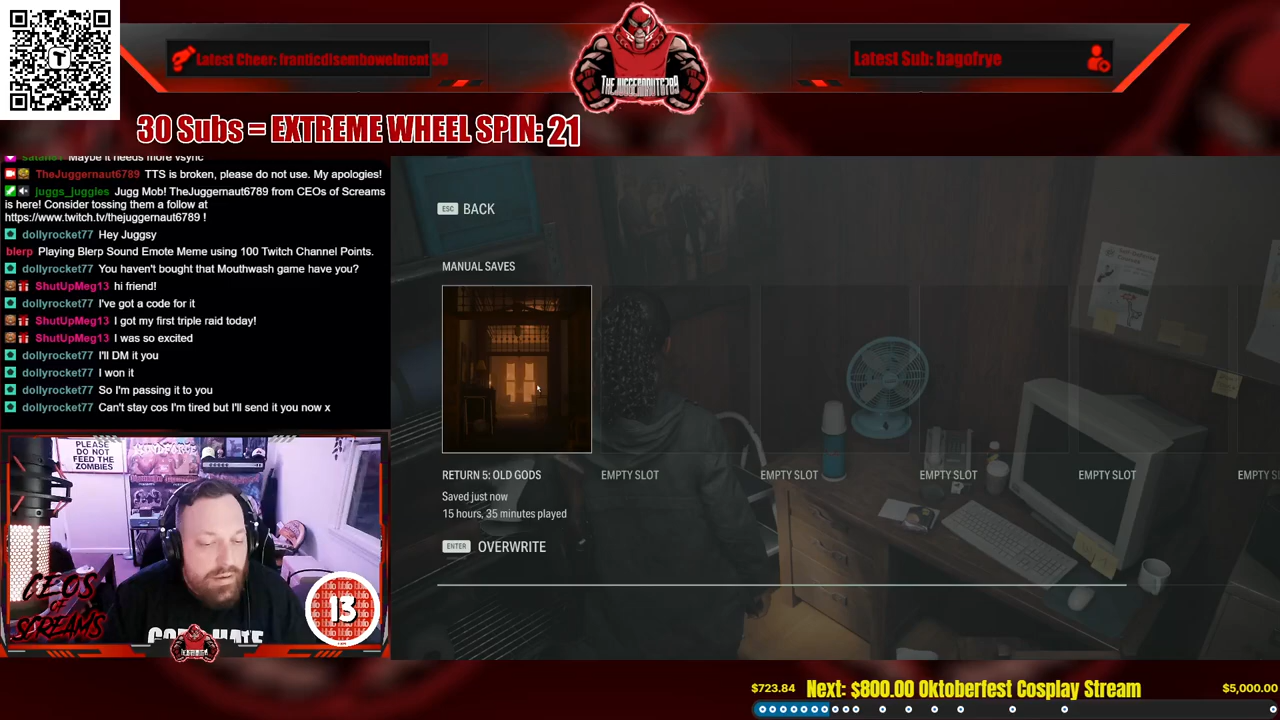 Latest Cheer: franticdisembowelment 50
THEJUGGERNAUT6789
Latest Sub: bagofrye
30 Subs = EXTREME WHEEL SPIN: 21
satanBT Maybe it needs more vsync
TheJuggernaut6789 TTS is broken, please do not use. My apologies!
juggs_juggles Jugg Mob! TheJuggernaut6789 from CEOs of Screams
is here! Consider tossing them a follow at
https://www.twitch.tv/thejuggernaut6789 !
dollyrocket77 Hey Juggsy
blerp Playing Blerp Sound Emote Meme using 100 Twitch Channel Points.
dollyrocket77 You haven't bought that Mouthwash game have you?
ShutUpMeg13 hi friend!
dollyrocket77 I've got a code for it
ShutUpMeg13 I got my first triple raid today!
ShutUpMeg13 I was so excited
dollyrocket77 I'll DM it you
dollyrocket77 I won it
dollyrocket77 So I'm passing it to you
dollyrocket77 Can't stay cos I'm tired but I'll send it you now x
ESC BACK
MANUAL SAVES
RETURN 5: OLD GODS
Saved just now
15 hours, 35 minutes played
EMPTY SLOT
EMPTY SLOT
EMPTY SLOT
EMPTY SLOT
EMPTY S
ENTER OVERWRITE
PLEASE
DO NOT
FEED THE
ZOMBIES
CEOS
OF
SCREAMS
13
$723.84 Next: $800.00 Oktoberfest Cosplay Stream $5,000.00